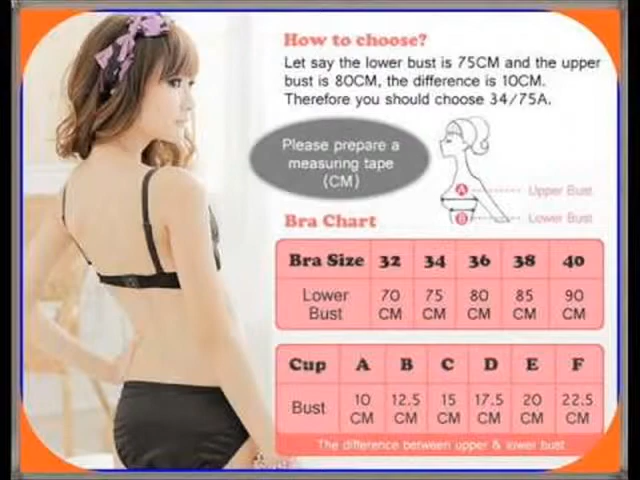 How to choose?
Let say the lower bust is 75CM and the upper
bust is 80CM, the difference is 10CM.
Therefore you should choose 34/75A.
Please prepare a
measuring tape
(CM)
A Upper Bust
B Lower Bust
Bra Chart
Bra Size 32 34 36 38 40
Lower Bust 70 CM 75 CM 80 CM 85 CM 90 CM
Cup A B C D E F
Bust 10 CM 12.5 CM 15 CM 17.5 CM 20 CM 22.5 CM
The difference between upper & lower bust